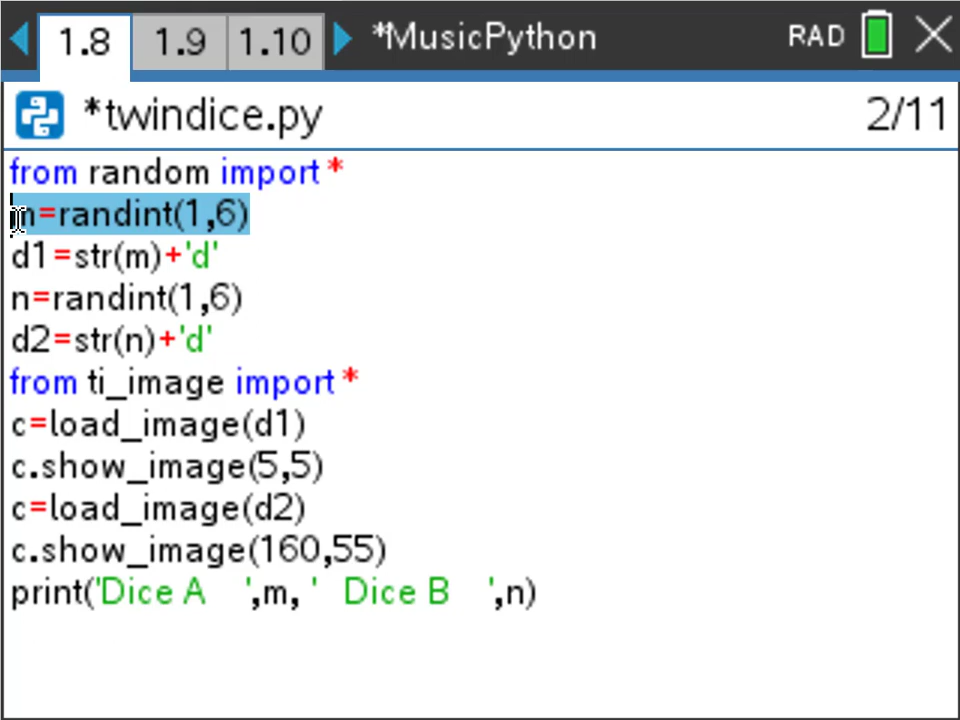 1.8 1.9 1.10 *MusicPython RAD
*twindice.py 2/11
from random import *
m=randint(1,6)
d1=str(m)+'d'
n=randint(1,6)
d2=str(n)+'d'
from ti_image import *
c=load_image(d1)
c.show_image(5,5)
c=load_image(d2)
c.show_image(160,55)
print('Dice A    ',m, '   Dice B    ',n)